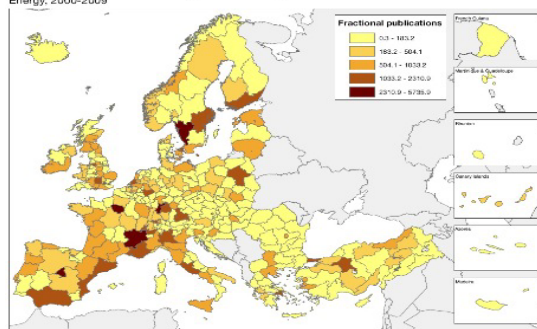 Energy, 2000-2009
Fractional publications
0.3 - 183.2
183.2 - 504.1
504.1 - 1033.2
1033.2 - 2310.9
2310.9 - 5735.9
French Guiana
Martinique & Guadeloupe
Réunion
Canary Islands
Azores
Madeira